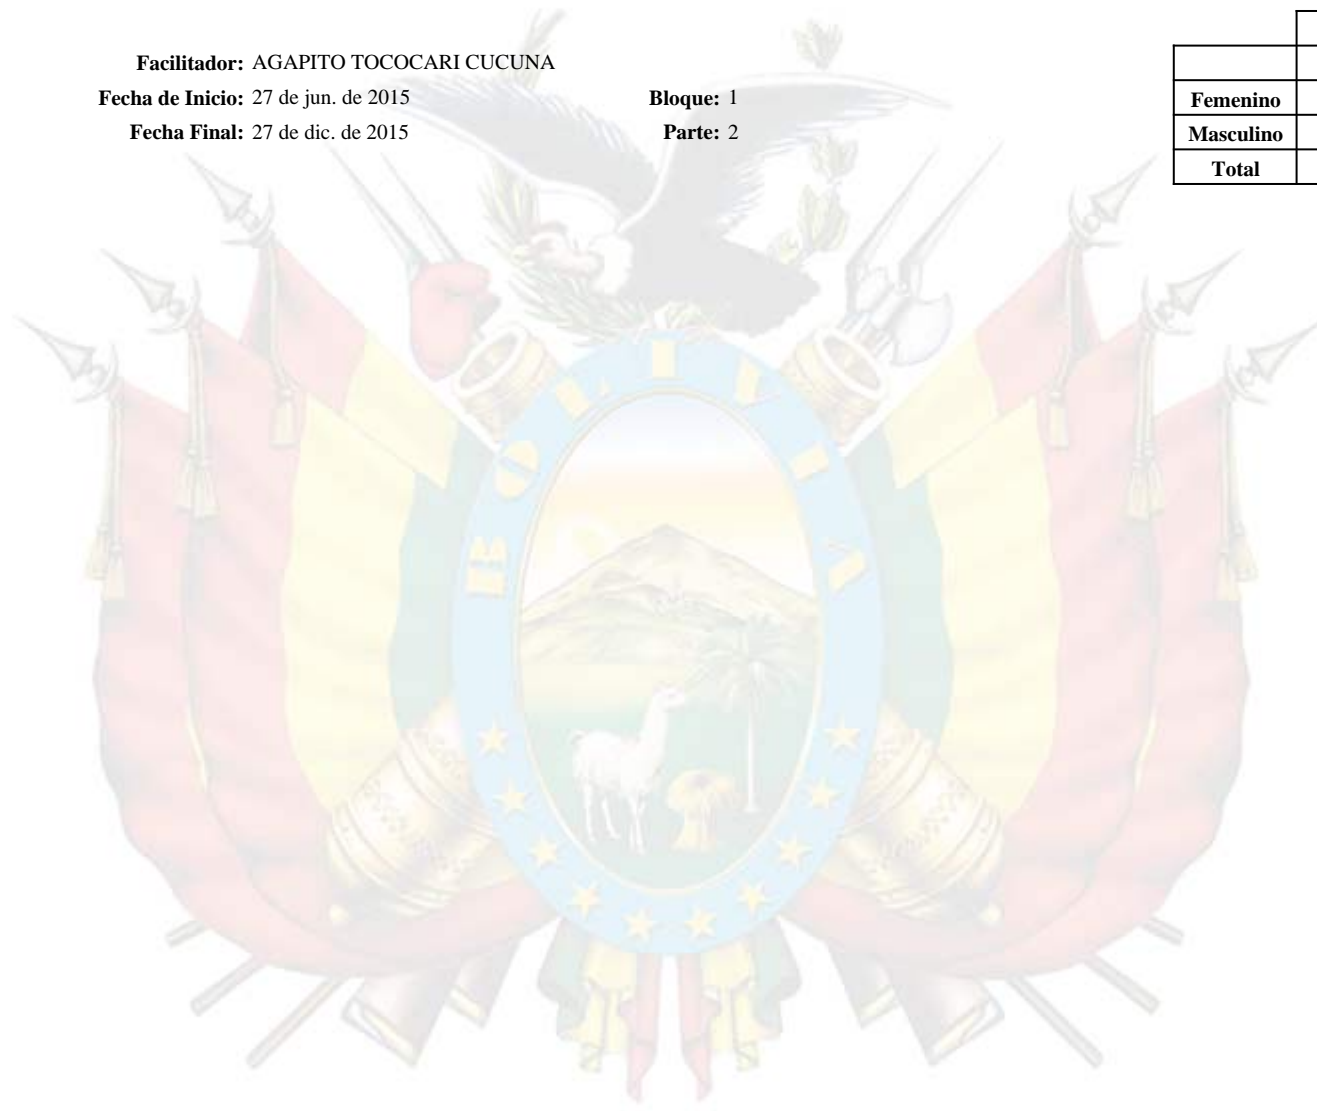 Facilitador: AGAPITO TOCOCARI CUCUNA
Fecha de Inicio: 27 de jun. de 2015 Bloque: 1
Fecha Final: 27 de dic. de 2015 Parte: 2
Femenino
Masculino
Total
BOLIVIA